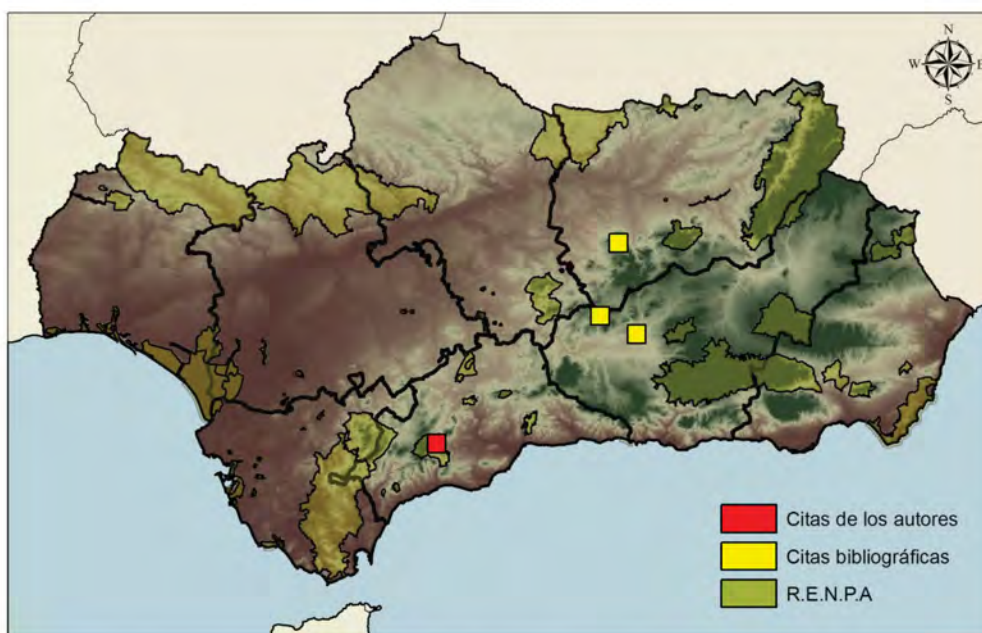 N
W E
S
Citas de los autores
Citas bibliográficas
R.E.N.P.A